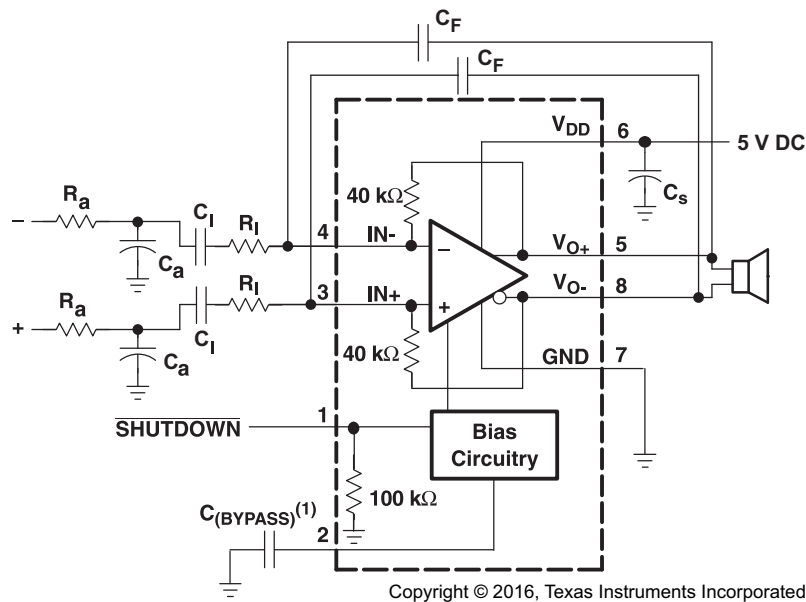 C_F
C_F
V_DD 6
5 V DC
C_s
40 kΩ
R_a
C_I
R_I
4 IN-
−
−
C_a
V_O+ 5
R_a
C_I
R_I
3 IN+
+
+
C_a
V_O- 8
40 kΩ
GND 7
SHUTDOWN
1
Bias
Circuitry
100 kΩ
C_(BYPASS)^(1)
2
Copyright © 2016, Texas Instruments Incorporated